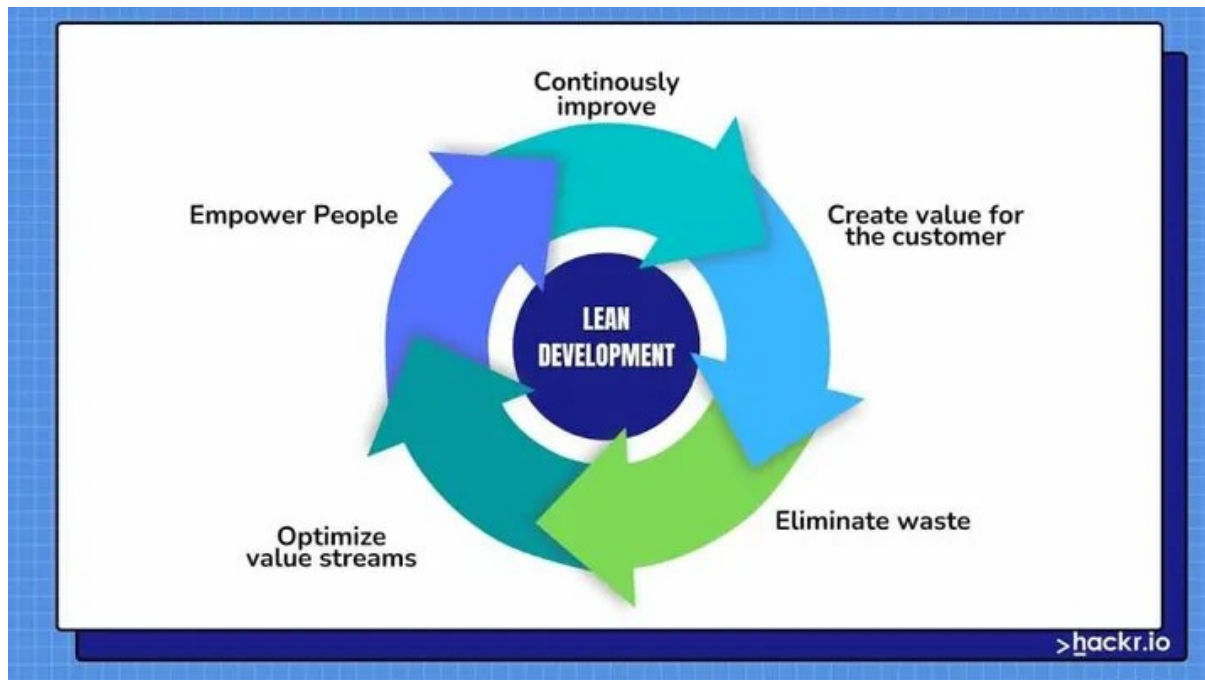 Continously
improve
Empower People
Create value for
the customer
LEAN
DEVELOPMENT
Eliminate waste
Optimize
value streams
>hackr.io